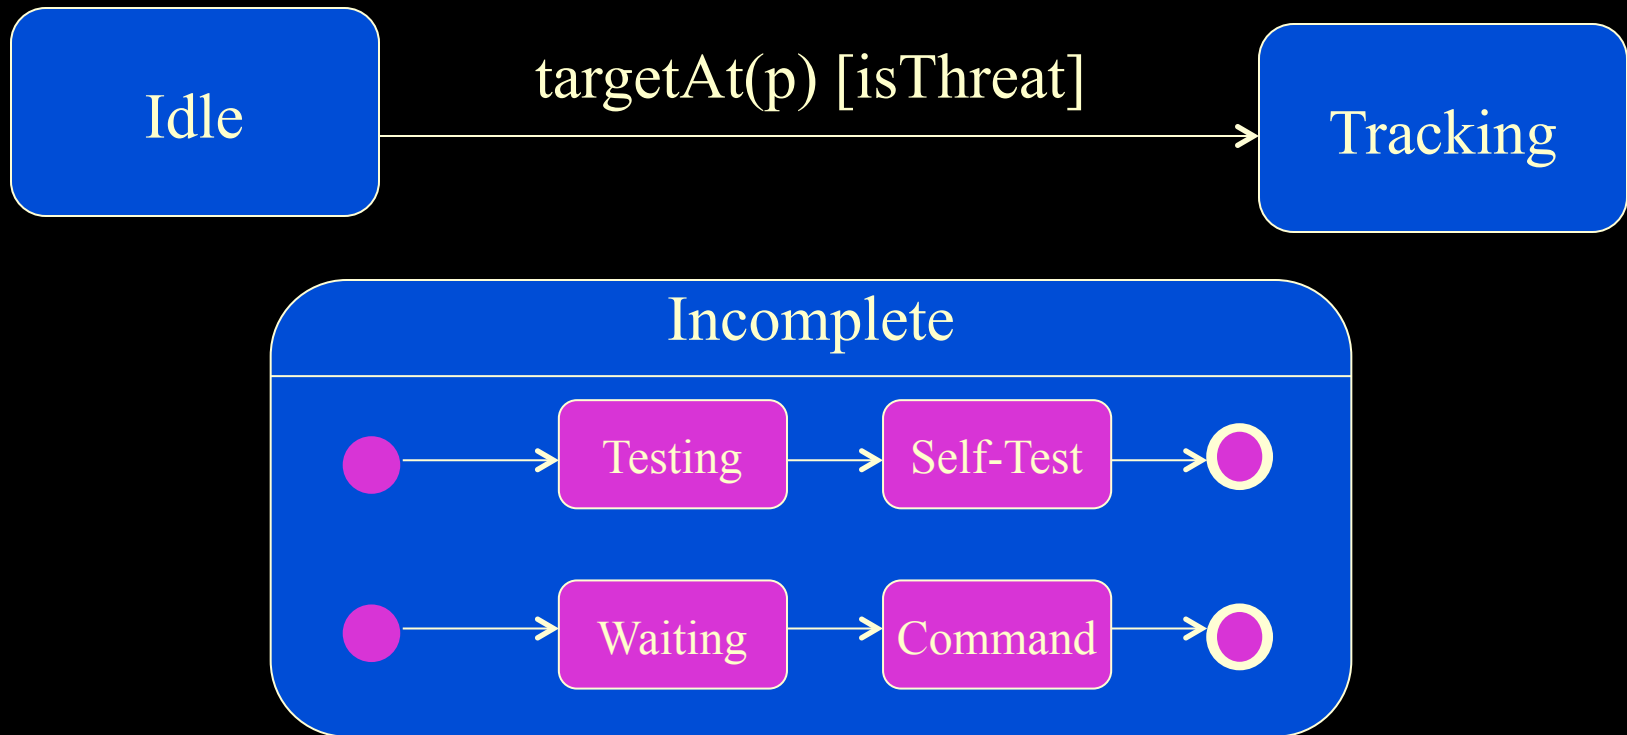 Idle
targetAt(p) [isThreat]
Tracking
Incomplete
Testing
Self-Test
Waiting
Command